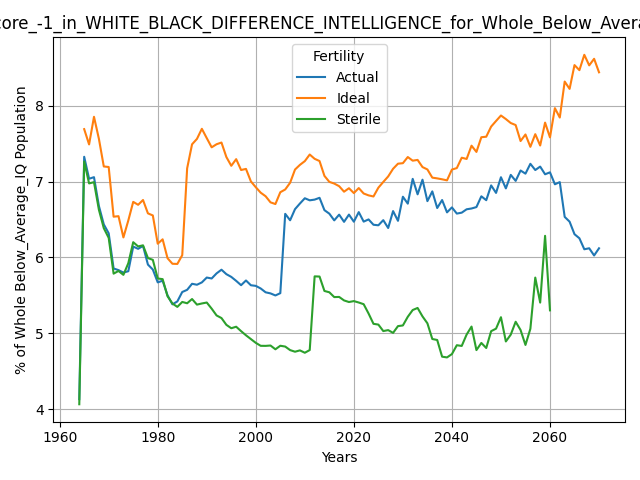 core_-1_in_WHITE_BLACK_DIFFERENCE_INTELLIGENCE_for_Whole_Below_Avera
Fertility
Actual
Ideal
Sterile
% of Whole Below_Average_IQ Population
8
7
6
5
4
1960
1980
2000
2020
2040
2060
Years